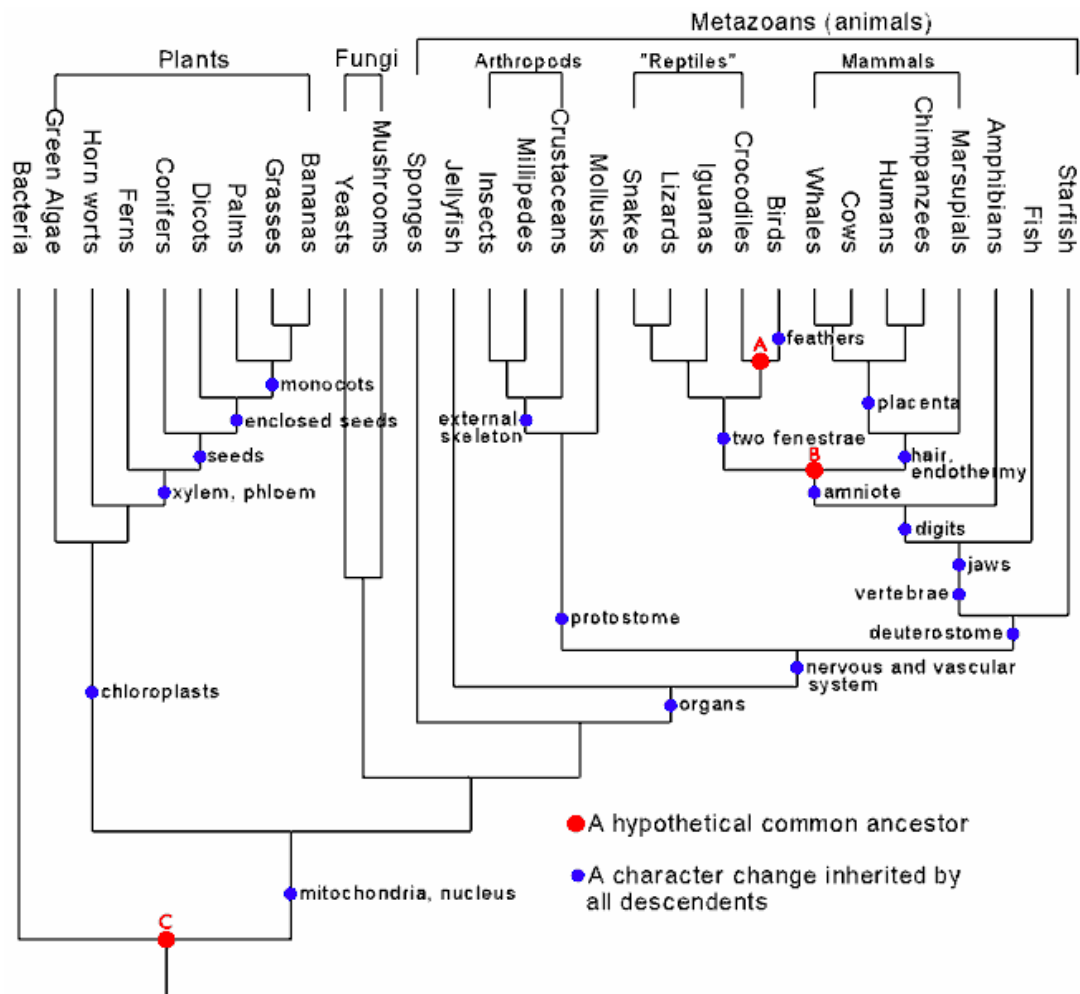 Metazoans (animals)
Plants
Fungi
Arthropods
"Reptiles"
Mammals
Bacteria
Green Algae
Horn worts
Ferns
Conifers
Dicots
Palms
Grasses
Bananas
Yeasts
Mushrooms
Sponges
Jellyfish
Insects
Millipedes
Crustaceans
Mollusks
Snakes
Lizards
Iguanas
Crocodiles
Birds
Whales
Cows
Humans
Chimpanzees
Marsupials
Amphibians
Fish
Starfish
A
feathers
monocots
placenta
enclosed seeds
external
skeleton
two fenestrae
B
seeds
hair,
endothermy
xylem, phloem
amniote
digits
jaws
vertebrae
protostome
deuterostome
nervous and vascular
system
chloroplasts
organs
A hypothetical common ancestor
A character change inherited by
all descendents
mitochondria, nucleus
C